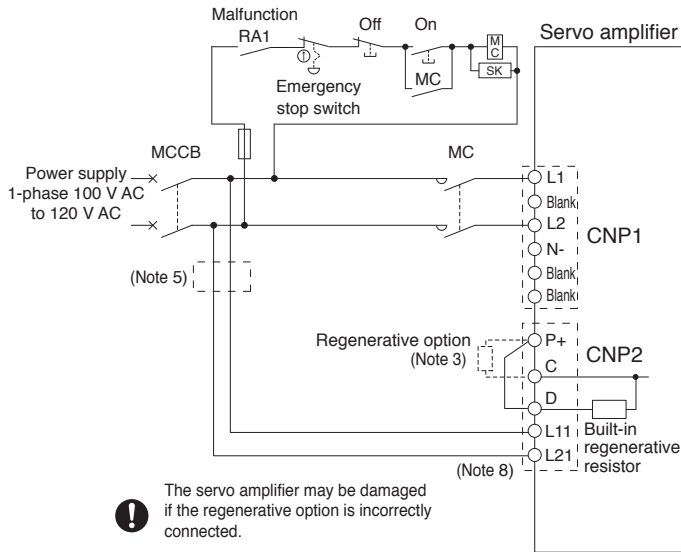 Malfunction
RA1
Off
On
M
C
SK
MC
Servo amplifier
Emergency
stop switch
MCCB
MC
Power supply
1-phase 100 V AC
to 120 V AC
L1
Blank
L2
N-
Blank
Blank
CNP1
(Note 5)
Regenerative option
(Note 3)
P+
C
D
L11
L21
CNP2
Built-in
regenerative
resistor
(Note 8)
The servo amplifier may be damaged
if the regenerative option is incorrectly
connected.